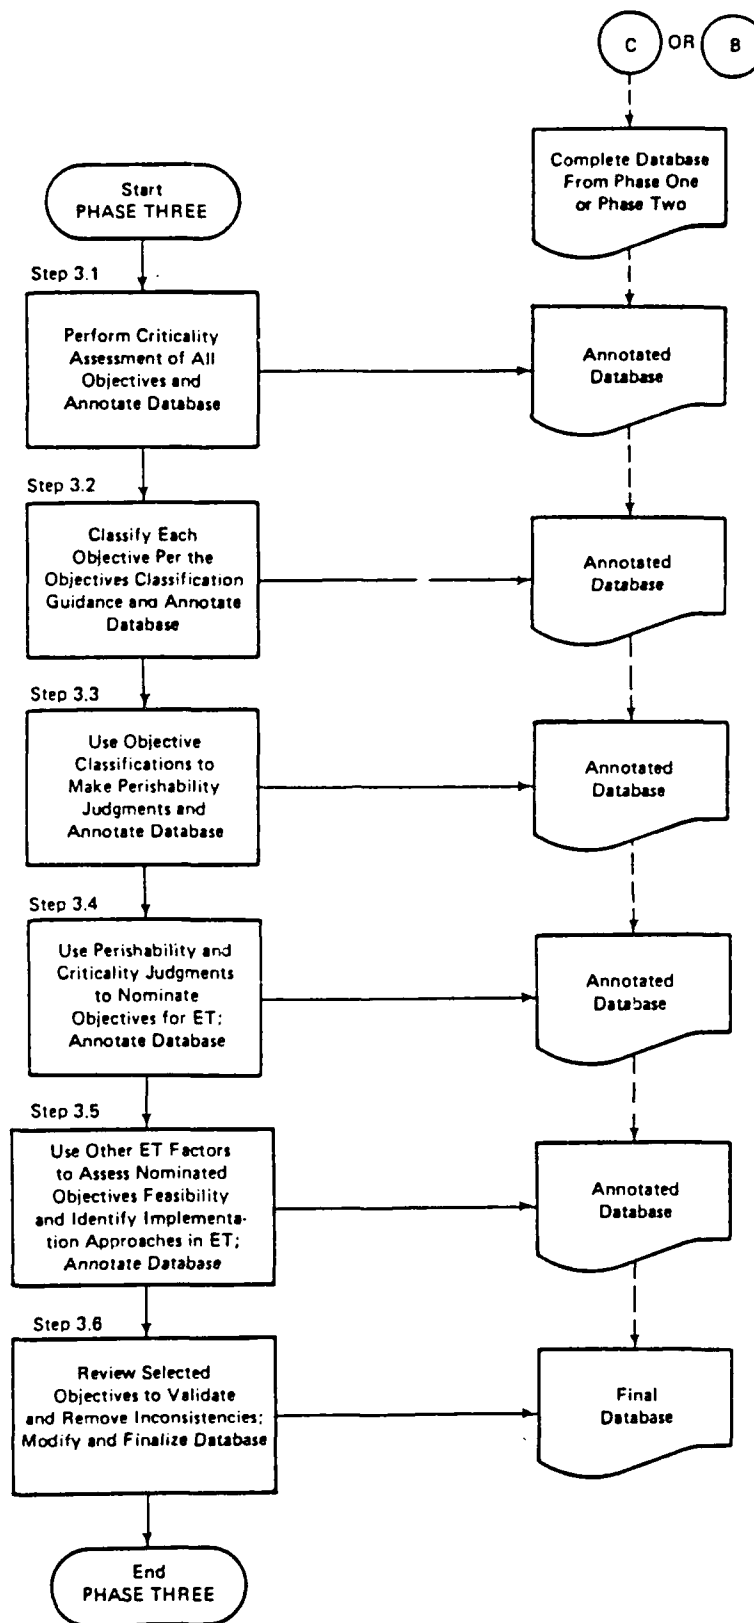 C OR B
Complete Database
From Phase One
or Phase Two
Start
PHASE THREE
Step 3.1
Perform Criticality
Assessment of All
Objectives and
Annotate Database
Annotated
Database
Step 3.2
Classify Each
Objective Per the
Objectives Classification
Guidance and Annotate
Database
Annotated
Database
Step 3.3
Use Objective
Classifications to
Make Perishability
Judgments and
Annotate Database
Annotated
Database
Step 3.4
Use Perishability and
Criticality Judgments
to Nominate
Objectives for ET;
Annotate Database
Annotated
Database
Step 3.5
Use Other ET Factors
to Assess Nominated
Objectives Feasibility
and Identify Implementa-
tion Approaches in ET;
Annotate Database
Annotated
Database
Step 3.6
Review Selected
Objectives to Validate
and Remove Inconsistencies;
Modify and Finalize Database
Final
Database
End
PHASE THREE